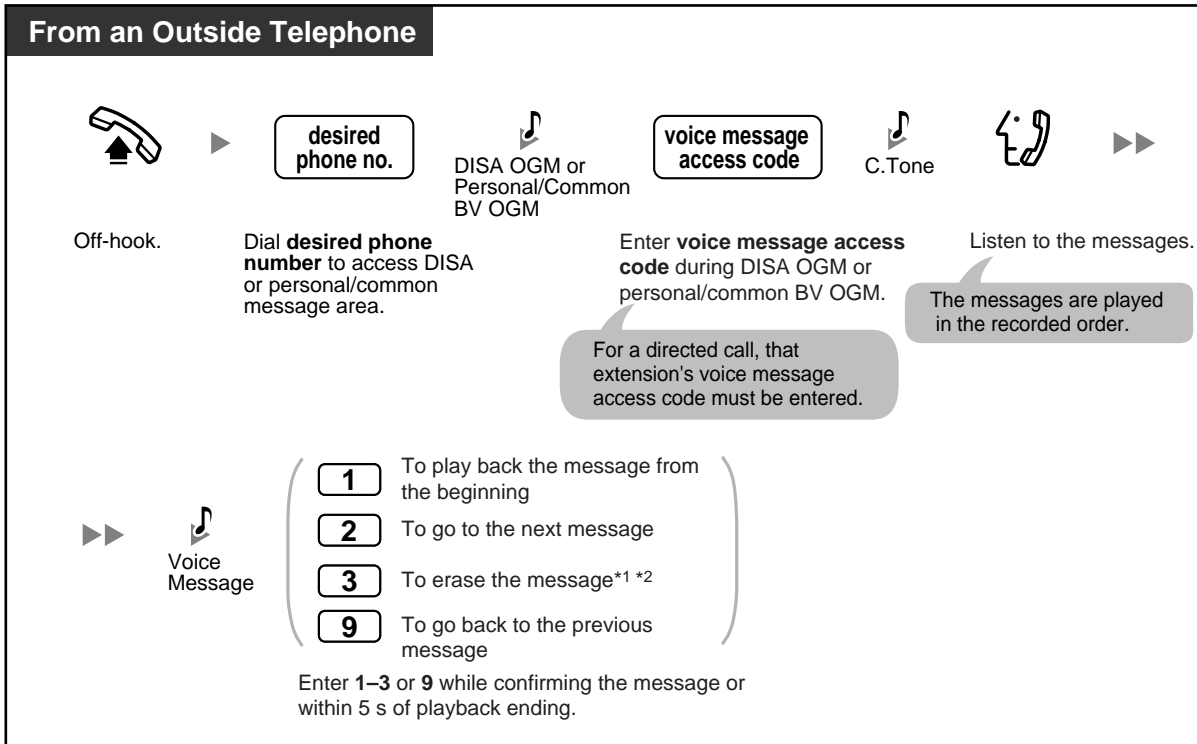 From an Outside Telephone
desired
phone no.
DISA OGM or
Personal/Common
BV OGM
voice message
access code
C.Tone
Off-hook.
Dial desired phone
number to access DISA
or personal/common
message area.
Enter voice message access
code during DISA OGM or
personal/common BV OGM.
Listen to the messages.
The messages are played
in the recorded order.
For a directed call, that
extension's voice message
access code must be entered.
Voice
Message
1 To play back the message from
the beginning
2 To go to the next message
3 To erase the message*1 *2
9 To go back to the previous
message
Enter 1–3 or 9 while confirming the message or
within 5 s of playback ending.